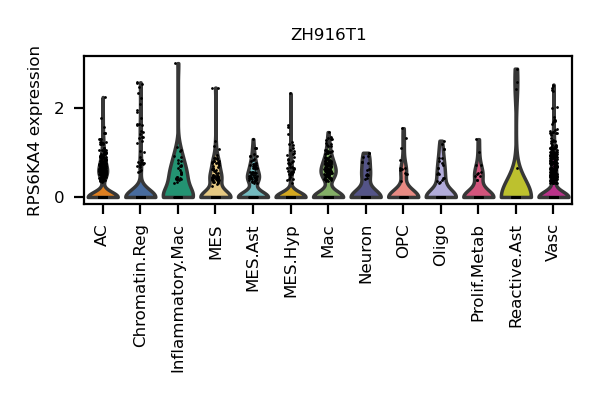 ZH916T1
RPS6KA4 expression
2
0
AC
Chromatin.Reg
Inflammatory.Mac
MES
MES.Ast
MES.Hyp
Mac
Neuron
OPC
Oligo
Prolif.Metab
Reactive.Ast
Vasc